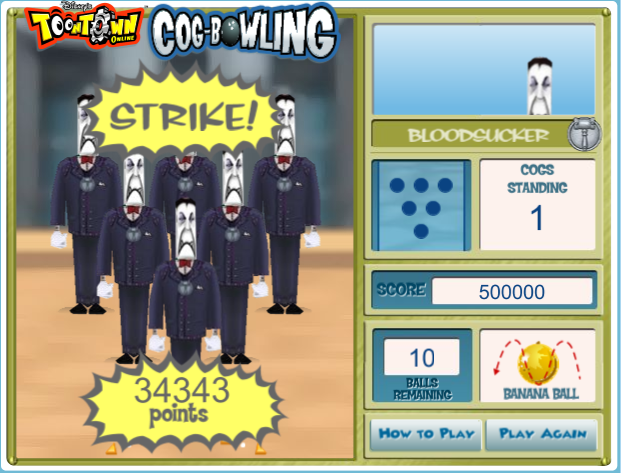 Disney's
TOONTOWN
ONLINE
COG-BOWLING
STRIKE!
34343
points
BLOODSUCKER
COGS
STANDING
1
SCORE
500000
10
BALLS
REMAINING
BANANA BALL
HOW TO PLAY
PLAY AGAIN